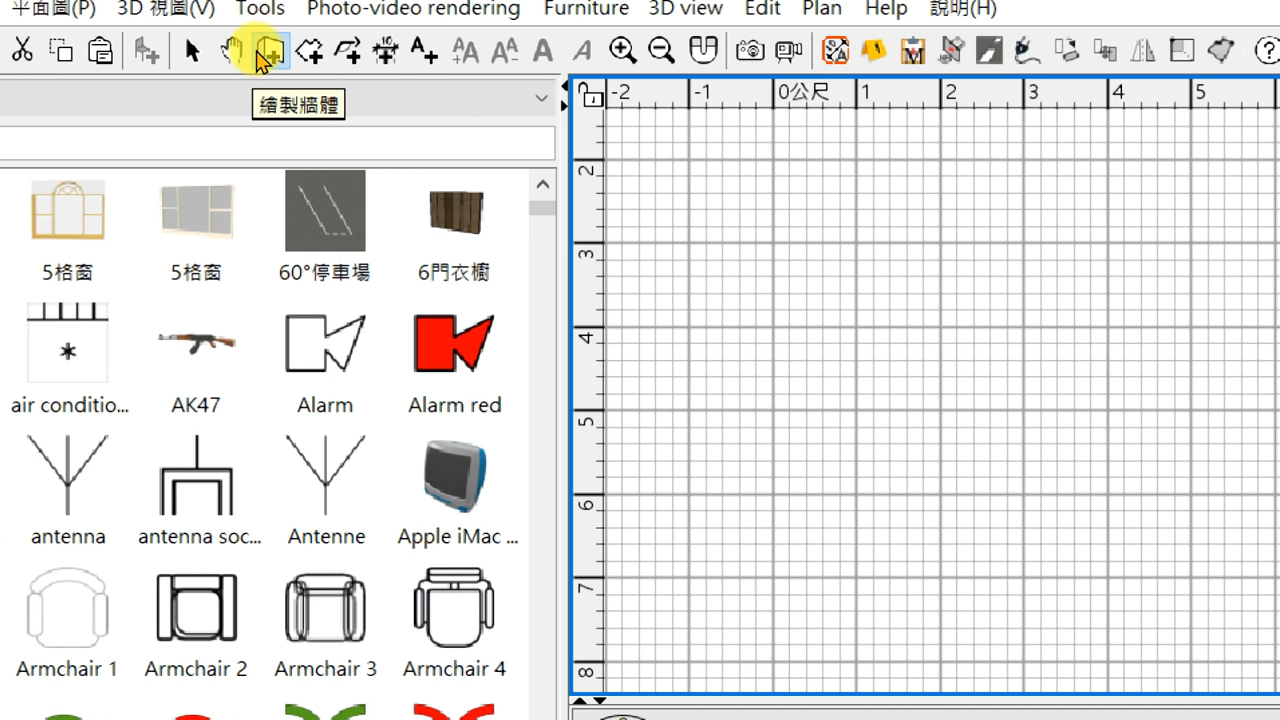 平面圖(P) 3D 視圖(V) Tools Photo-video rendering Furniture 3D view Edit Plan Help 說明(H)
繪製牆體
-2 -1 0公尺 1 2 3 4 5
2
3
4
5
6
7
8
5格窗 5格窗 60°停車場 6門衣櫥
air conditio... AK47 Alarm Alarm red
antenna antenna soc... Antenne Apple iMac ...
Armchair 1 Armchair 2 Armchair 3 Armchair 4